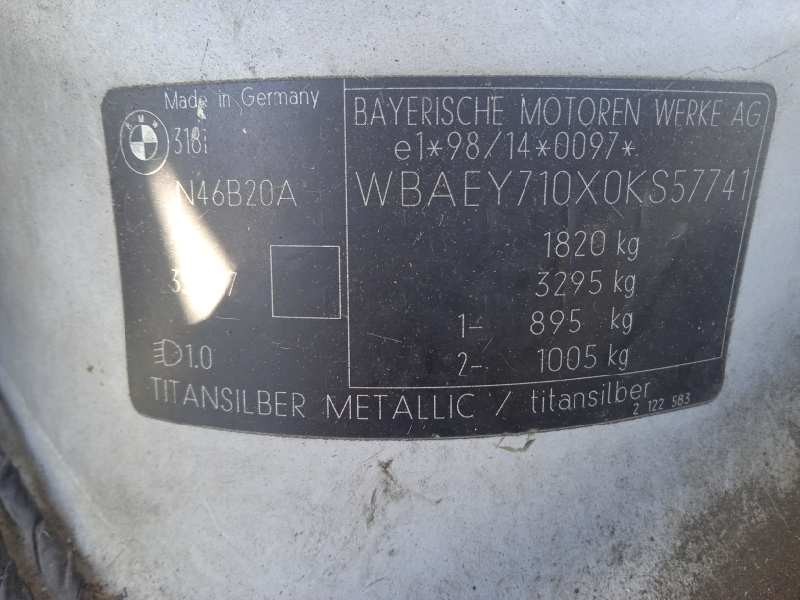 Made in Germany
BMW
318i
N46B20A
1.0
BAYERISCHE MOTOREN WERKE AG
e1*98/14*0097*
WBAEY710X0KS57741
1820 kg
3295 kg
1- 895 kg
2- 1005 kg
TITANSILBER METALLIC / titansilber
2 122 583